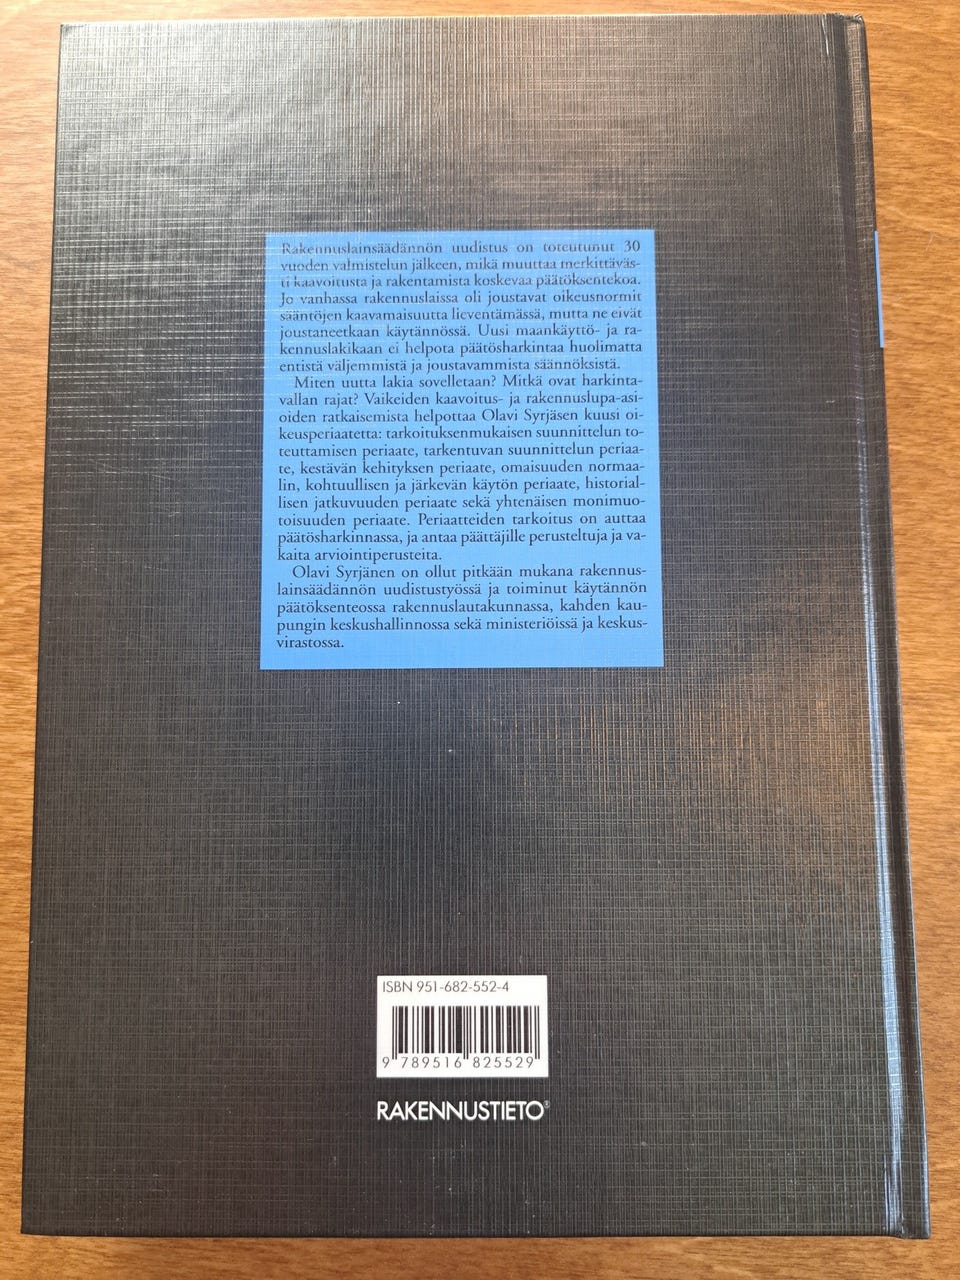 Rakennuslainsäädännön uudistus on toteutunut 30
vuoden valmistelun jälkeen, mikä muuttaa merkittäväs-
ti kaavoitusta ja rakentamista koskevaa päätöksentekoa.
Jo vanhassa rakennuslaissa oli joustavat oikeusnormit
sääntöjen kaavamaisuutta lieventämässä, mutta ne eivät
joustaneetkaan käytännössä. Uusi maankäyttö- ja ra-
kennuslakikaan ei helpota päätösharkintaa huolimatta
entistä väljemmistä ja joustavammista säännöksistä.
Miten uutta lakia sovelletaan? Mitkä ovat harkinta-
vallan rajat? Vaikeiden kaavoitus- ja rakennuslupa-asi-
oiden ratkaisemista helpottaa Olavi Syrjäsen kuusi oi-
keusperiaatetta: tarkoituksenmukaisen suunnittelun to-
teuttamisen periaate, tarkentuvan suunnittelun periaa-
te, kestävän kehityksen periaate, omaisuuden normaa-
lin, kohtuullisen ja järkevän käytön periaate, historial-
lisen jatkuvuuden periaate sekä yhtenäisen monimuo-
toisuuden periaate. Periaatteiden tarkoitus on auttaa
päätösharkinnassa, ja antaa päättäjille perusteltuja ja va-
kaita arviointiperusteita.
Olavi Syrjänen on ollut pitkään mukana rakennus-
lainsäädännön uudistustyössä ja toiminut käytännön
päätöksenteossa rakennuslautakunnassa, kahden kau-
pungin keskushallinnossa sekä ministeriöissä ja keskus-
virastossa.
ISBN 951-682-552-4
9 789516 825529
RAKENNUSTIETO®